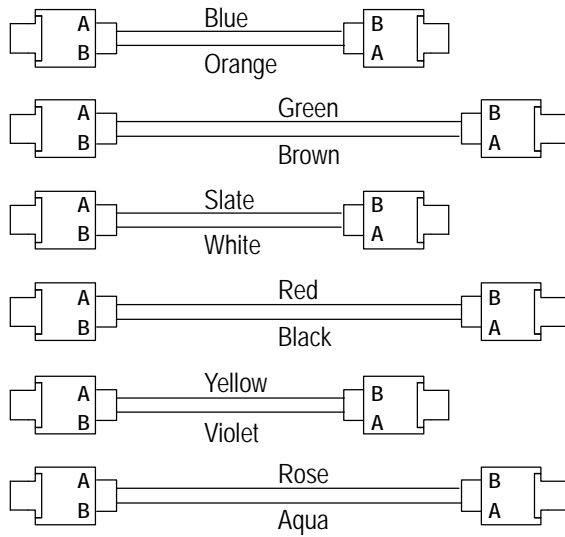 A Blue B
B Orange A
A Green B
B Brown A
A Slate B
B White A
A Red B
B Black A
A Yellow B
B Violet A
A Rose B
B Aqua A